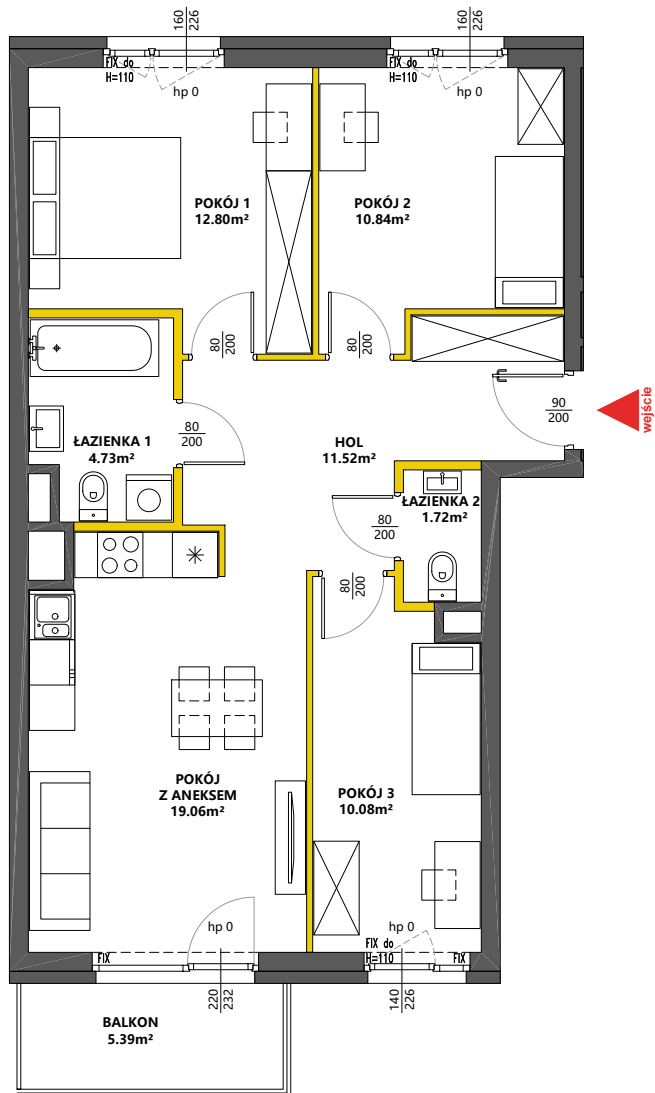 160
226
160
226
FIX do
H=110
hp 0
FIX do
H=110
hp 0
POKÓJ 1
12.80m²
POKÓJ 2
10.84m²
80
200
80
200
90
200
wejście
ŁAZIENKA 1
4.73m²
80
200
HOL
11.52m²
ŁAZIENKA 2
1.72m²
80
200
80
200
POKÓJ
Z ANEKSEM
19.06m²
POKÓJ 3
10.08m²
hp 0
hp 0
FIX
FIX do
H=110
FIX
220
232
140
226
BALKON
5.39m²